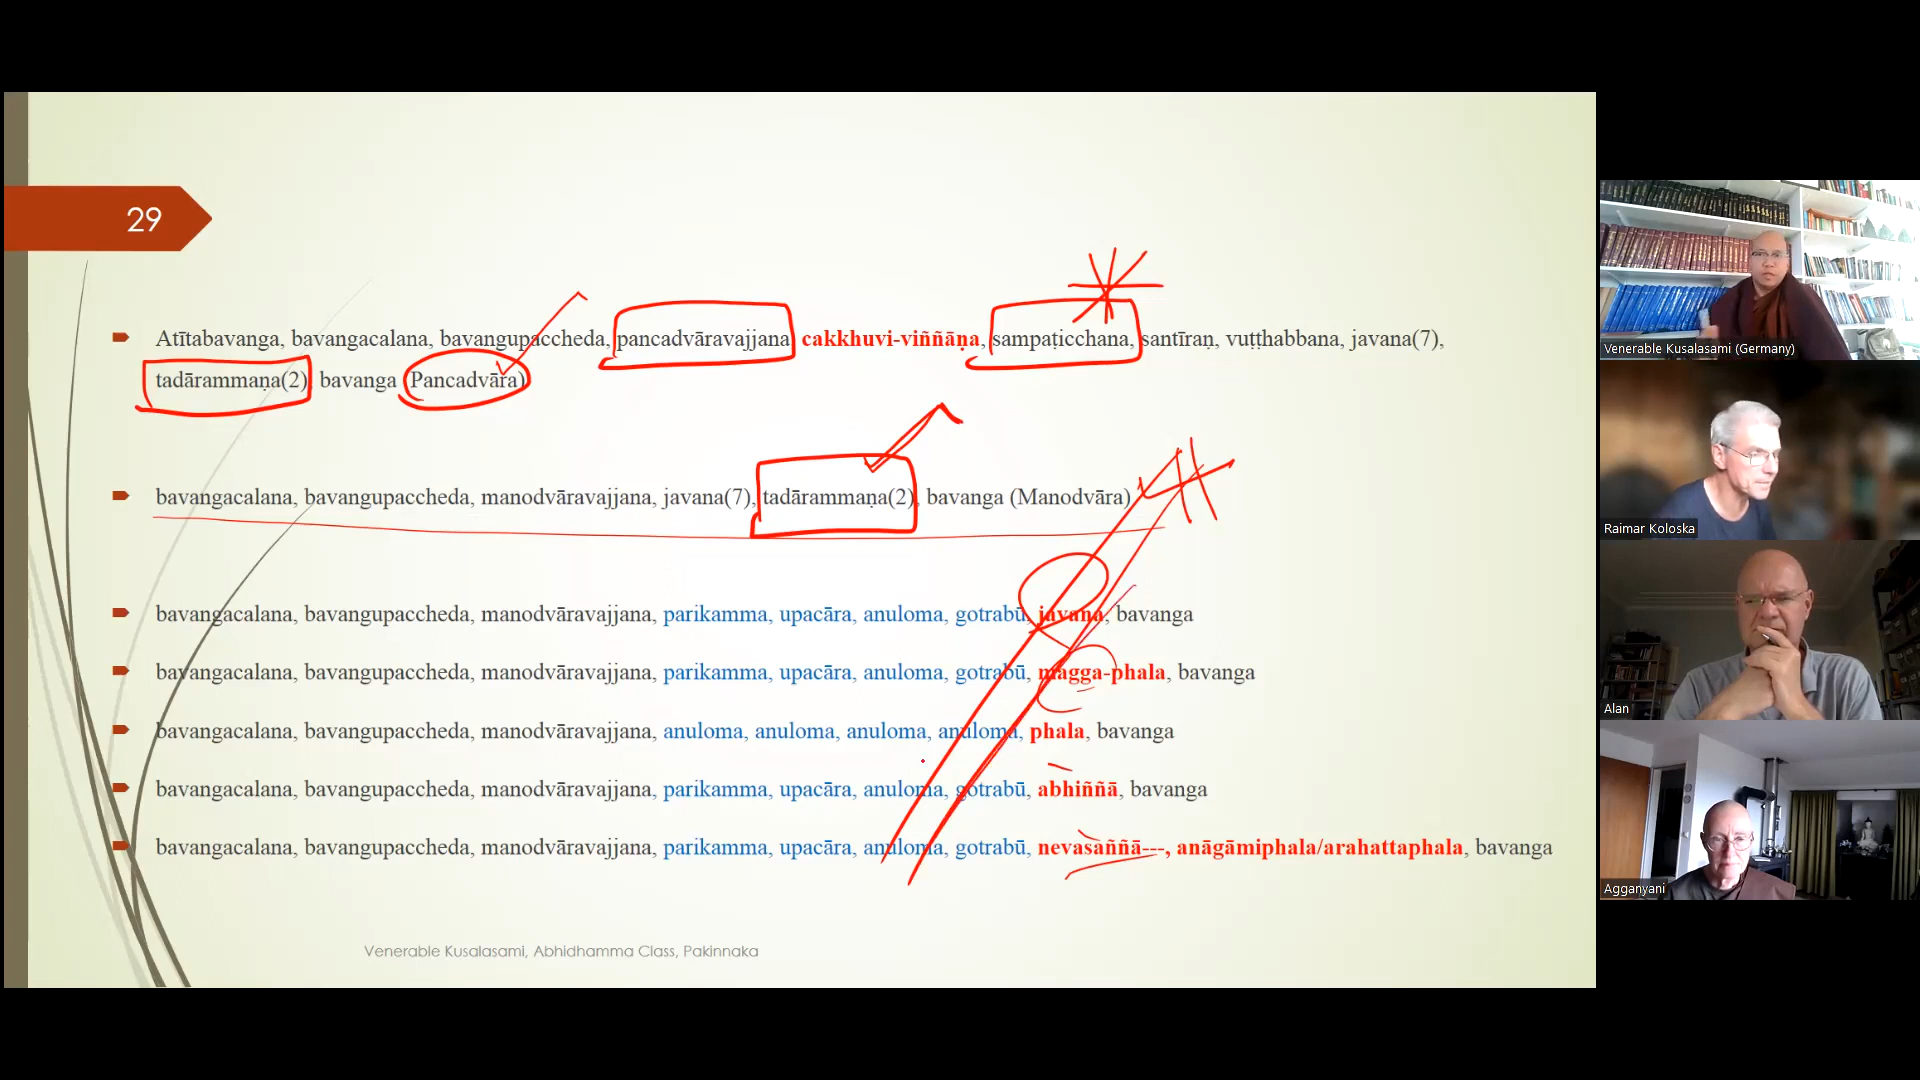 29
Atītabavanga, bavangacalana, bavangupaccheda, pancadvāravajjana, cakkhuvi-viññāṇa, sampaṭicchana, santīraṇ, vuṭṭhabbana, javana(7),
tadārammaṇa(2), bavanga (Pancadvāra)
bavangacalana, bavangupaccheda, manodvāravajjana, javana(7), tadārammaṇa(2), bavanga (Manodvāra)
bavangacalana, bavangupaccheda, manodvāravajjana, parikamma, upacāra, anuloma, gotrabū, javana, bavanga
bavangacalana, bavangupaccheda, manodvāravajjana, parikamma, upacāra, anuloma, gotrabū, magga-phala, bavanga
bavangacalana, bavangupaccheda, manodvāravajjana, anuloma, anuloma, anuloma, anuloma, phala, bavanga
bavangacalana, bavangupaccheda, manodvāravajjana, parikamma, upacāra, anuloma, gotrabū, abhiññā, bavanga
bavangacalana, bavangupaccheda, manodvāravajjana, parikamma, upacāra, anuloma, gotrabū, nevasaññā---, anāgāmiphala/arahattaphala, bavanga
Venerable Kusalasami, Abhidhamma Class, Pakinnaka
Venerable Kusalasami (Germany)
Raimar Koloska
Alan
Agganyani